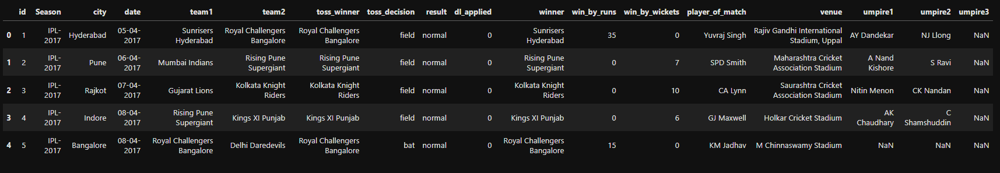 id Season city date team1 team2 toss_winner toss_decision result dl_applied winner win_by_runs win_by_wickets player_of_match venue umpire1 umpire2 umpire3
0 1 IPL-2017 Hyderabad 05-04-2017 Sunrisers Hyderabad Royal Challengers Bangalore Royal Challengers Bangalore field normal 0 Sunrisers Hyderabad 35 0 Yuvraj Singh Rajiv Gandhi International Stadium, Uppal AY Dandekar NJ Llong NaN
1 2 IPL-2017 Pune 06-04-2017 Mumbai Indians Rising Pune Supergiant Rising Pune Supergiant field normal 0 Rising Pune Supergiant 0 7 SPD Smith Maharashtra Cricket Association Stadium A Nand Kishore S Ravi NaN
2 3 IPL-2017 Rajkot 07-04-2017 Gujarat Lions Kolkata Knight Riders Kolkata Knight Riders field normal 0 Kolkata Knight Riders 0 10 CA Lynn Saurashtra Cricket Association Stadium Nitin Menon CK Nandan NaN
3 4 IPL-2017 Indore 08-04-2017 Rising Pune Supergiant Kings XI Punjab Kings XI Punjab field normal 0 Kings XI Punjab 0 6 GJ Maxwell Holkar Cricket Stadium AK Chaudhary C Shamshuddin NaN
4 5 IPL-2017 Bangalore 08-04-2017 Royal Challengers Bangalore Delhi Daredevils Royal Challengers Bangalore bat normal 0 Royal Challengers Bangalore 15 0 KM Jadhav M Chinnaswamy Stadium NaN NaN NaN